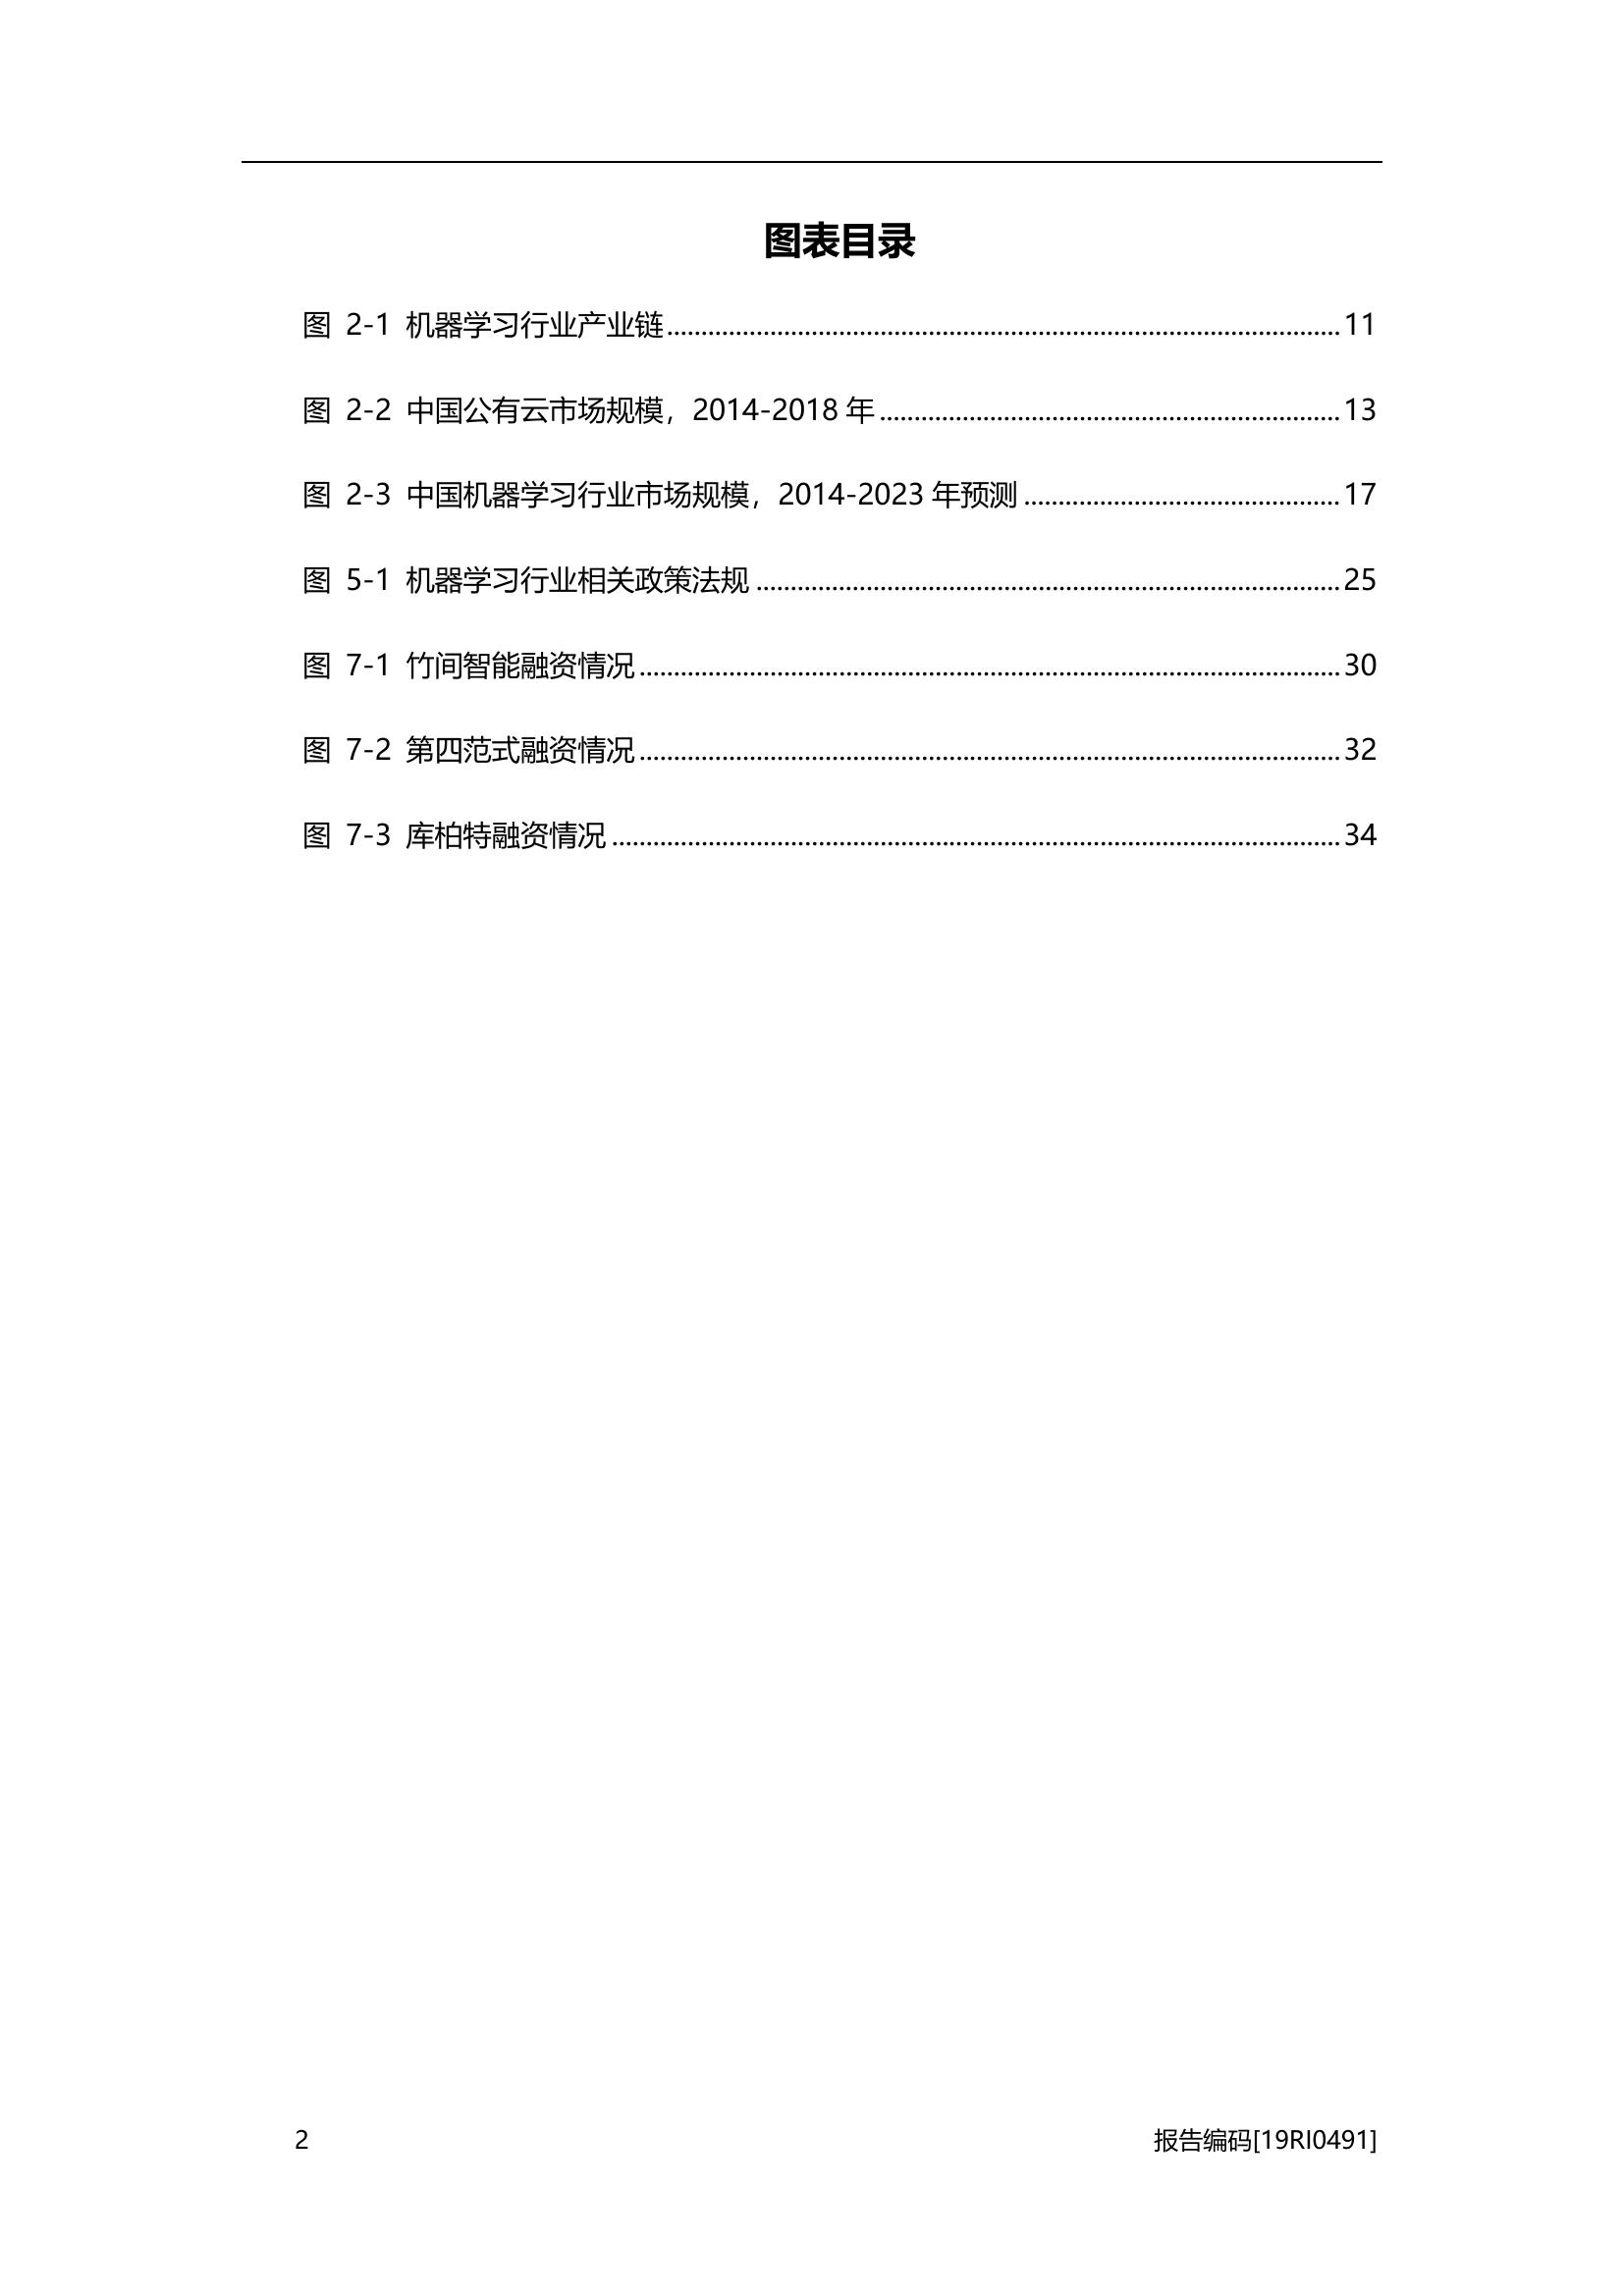 图表目录
图 2-1 机器学习行业产业链........................................................................11
图 2-2 中国公有云市场规模，2014-2018 年........................................................................13
图 2-3 中国机器学习行业市场规模，2014-2023 年预测........................................................................17
图 5-1 机器学习行业相关政策法规........................................................................25
图 7-1 竹间智能融资情况........................................................................30
图 7-2 第四范式融资情况........................................................................32
图 7-3 库柏特融资情况........................................................................34
2 报告编码[19RI0491]